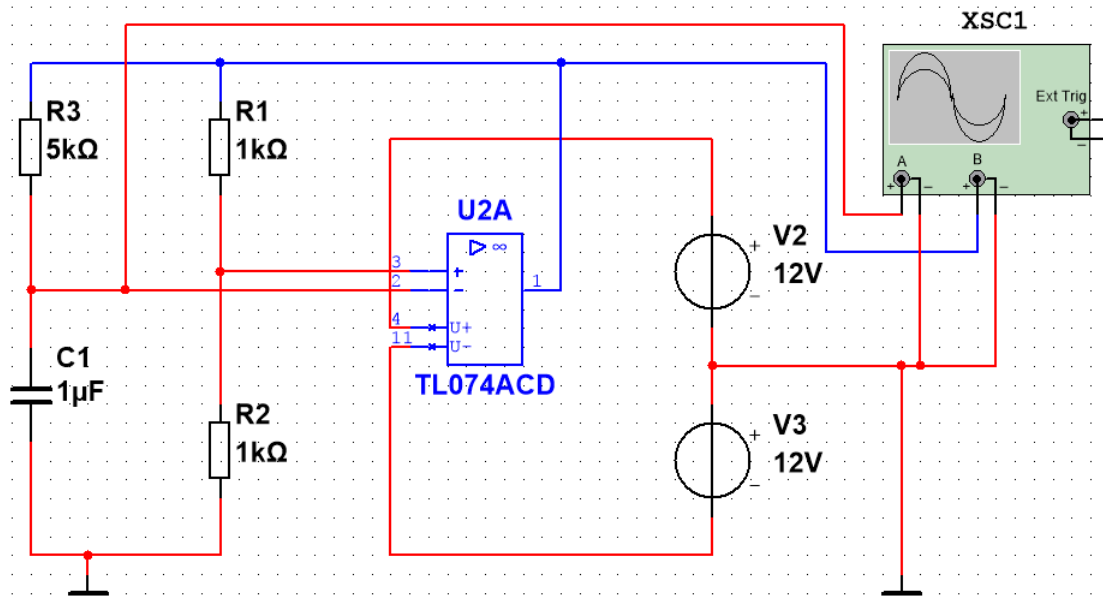 XSC1
Ext Trig
+
−
A
B
+
−
+
−
R3
5kΩ
R1
1kΩ
U2A
▷ ∞
3
+
2
−
1
4
U+
11
U-
TL074ACD
V2
12V
+
−
C1
1µF
R2
1kΩ
V3
12V
+
−